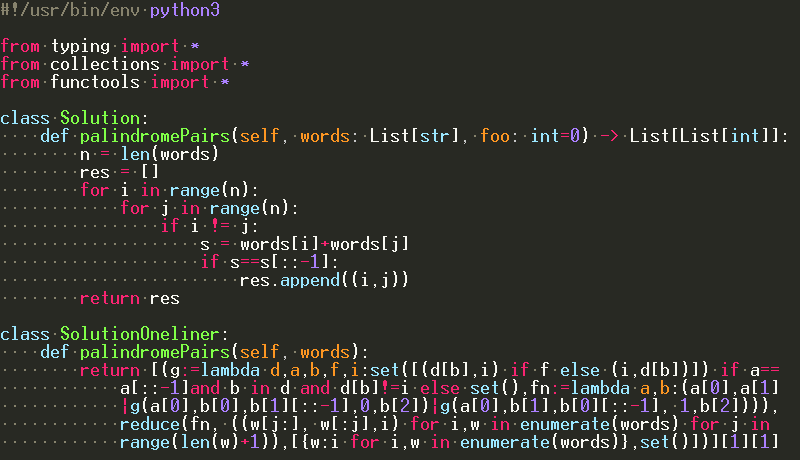 #!/usr/bin/env python3
from typing import *
from collections import *
from functools import *
class Solution:
    def palindromePairs(self, words: List[str], foo: int=0) -> List[List[int]]:
        n = len(words)
        res = []
        for i in range(n):
            for j in range(n):
                if i != j:
                    s = words[i]+words[j]
                    if s==s[::-1]:
                        res.append((i,j))
        return res
class SolutionOneliner:
    def palindromePairs(self, words):
        return [(g:=lambda d,a,b,f,i:set([(d[b],i) if f else (i,d[b])]) if a==
            a[::-1]and b in d and d[b]!=i else set(),fn:=lambda a,b:(a[0],a[1]
            |g(a[0],b[0],b[1][::-1],0,b[2])|g(a[0],b[1],b[0][::-1], 1,b[2]))),
            reduce(fn, ((w[j:], w[:j],i) for i,w in enumerate(words) for j in
            range(len(w)+1)),[{w:i for i,w in enumerate(words)},set()])][1][1]